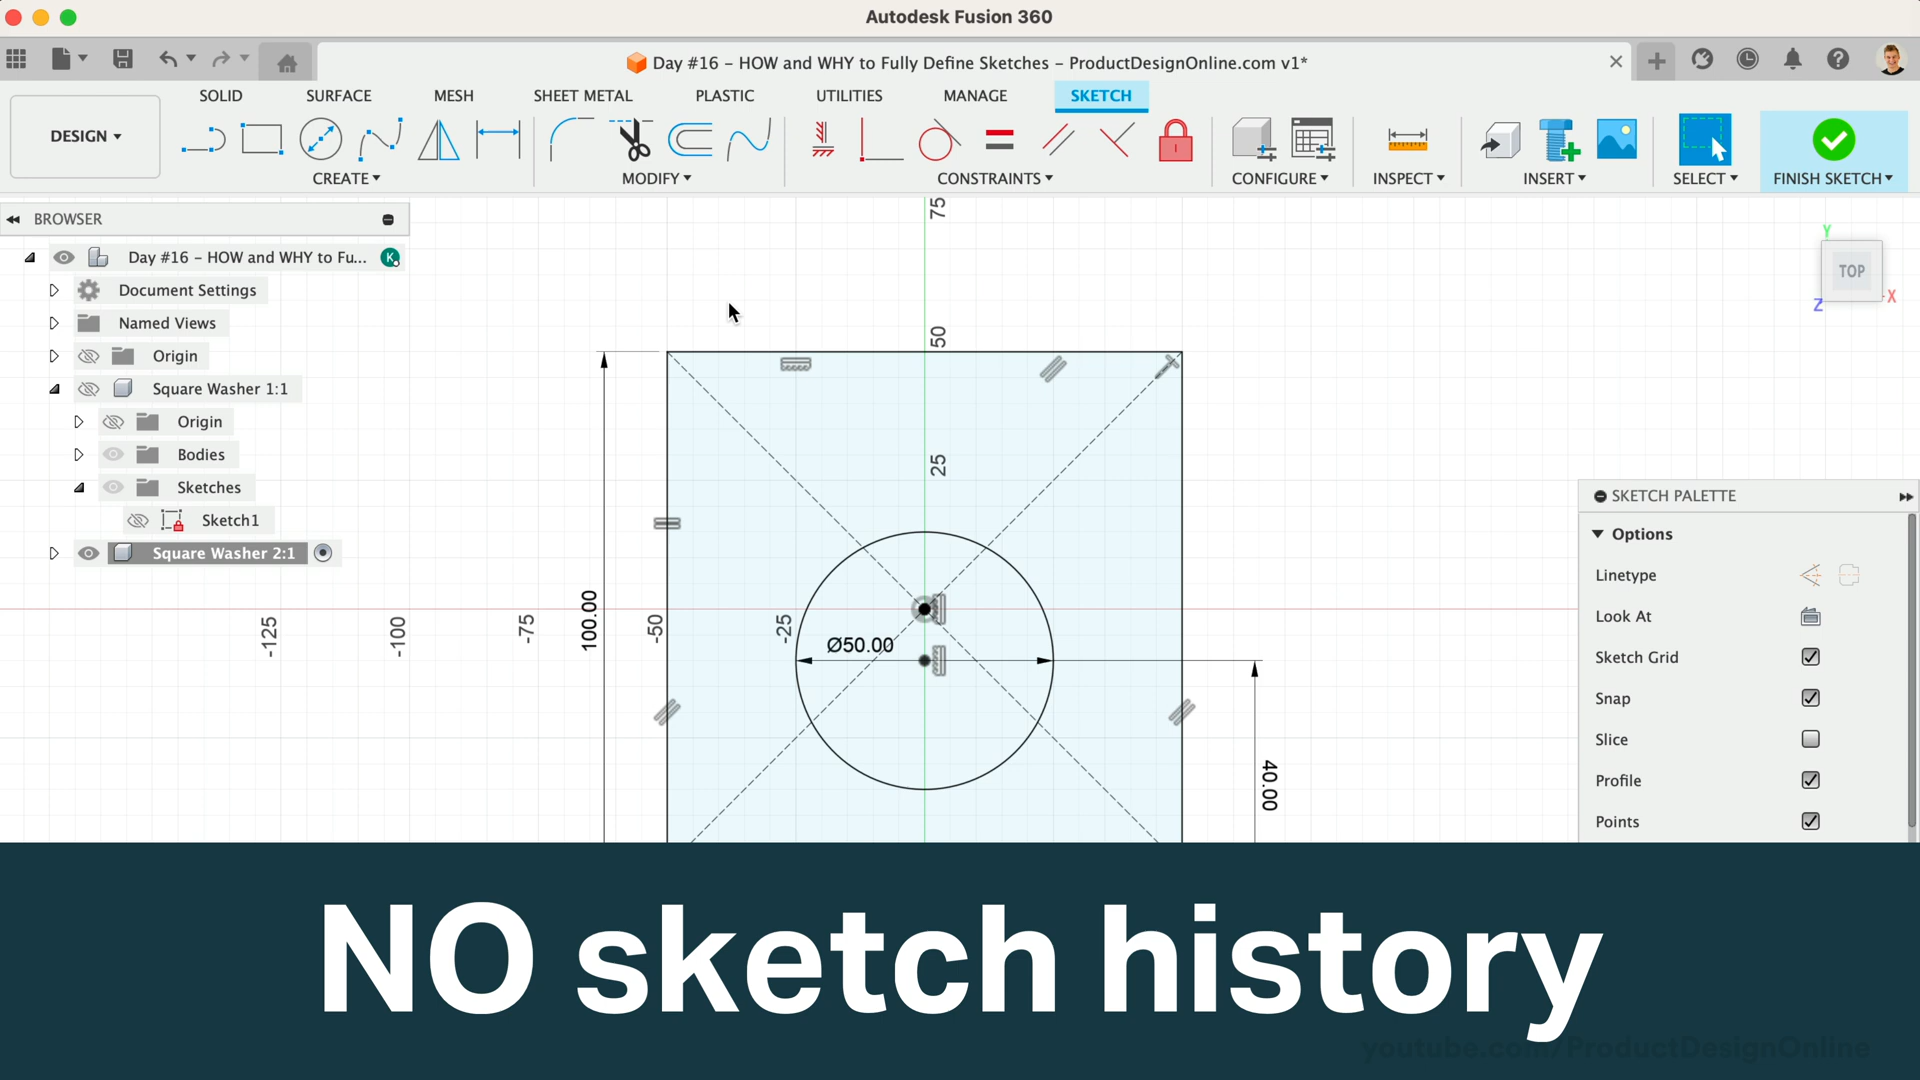 Autodesk Fusion 360
Day #16 – HOW and WHY to Fully Define Sketches – ProductDesignOnline.com v1*
SOLID SURFACE MESH SHEET METAL PLASTIC UTILITIES MANAGE SKETCH
DESIGN
CREATE MODIFY CONSTRAINTS CONFIGURE INSPECT INSERT SELECT FINISH SKETCH
BROWSER
Day #16 – HOW and WHY to Fu...
K
Document Settings
Named Views
Origin
Square Washer 1:1
Origin
Bodies
Sketches
Sketch1
Square Washer 2:1
75
50
25
-125
-100
-75
-50
-25
100.00
Ø50.00
40.00
Y
TOP
X
Z
SKETCH PALETTE
Options
Linetype
Look At
Sketch Grid
Snap
Slice
Profile
Points
NO sketch history
youtube.com/ProductDesignOnline